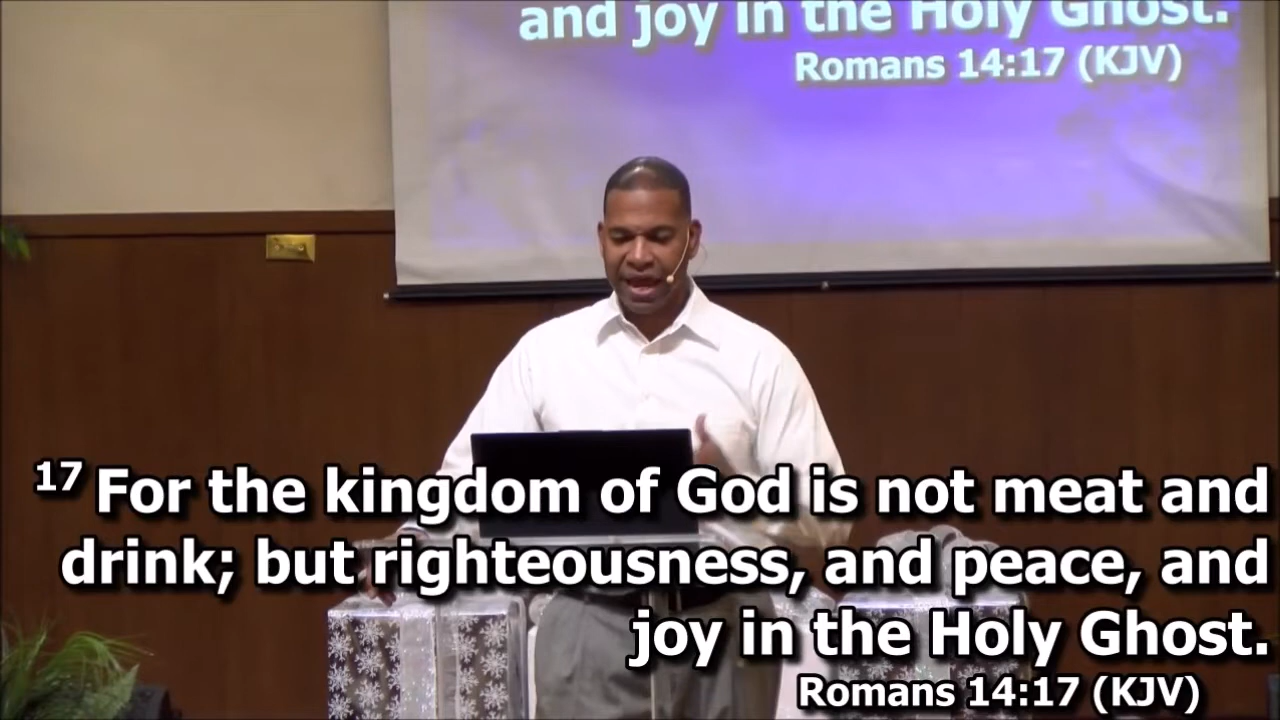 and joy in the Holy Ghost.
Romans 14:17 (KJV)
17 For the kingdom of God is not meat and
drink; but righteousness, and peace, and
joy in the Holy Ghost.
Romans 14:17 (KJV)